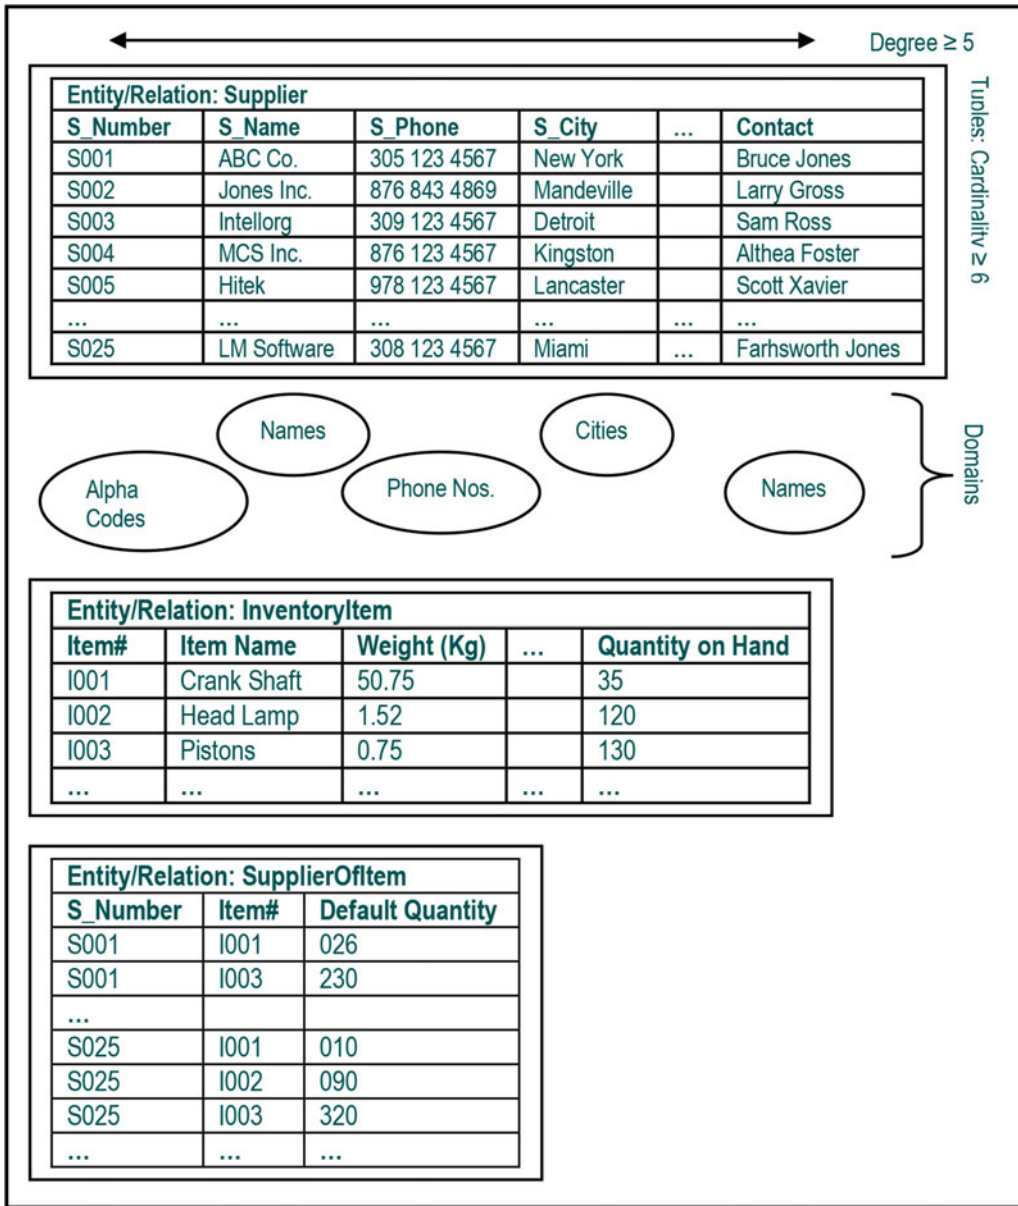 Degree ≥ 5
Tuples: Cardinality ≥ 6
Entity/Relation: Supplier
S_Number S_Name S_Phone S_City ... Contact
S001 ABC Co. 305 123 4567 New York Bruce Jones
S002 Jones Inc. 876 843 4869 Mandeville Larry Gross
S003 Intellorg 309 123 4567 Detroit Sam Ross
S004 MCS Inc. 876 123 4567 Kingston Althea Foster
S005 Hitek 978 123 4567 Lancaster Scott Xavier
... ... ... ... ... ...
S025 LM Software 308 123 4567 Miami ... Farhsworth Jones
Names
Cities
Alpha
Codes
Phone Nos.
Names
Domains
Entity/Relation: InventoryItem
Item# Item Name Weight (Kg) ... Quantity on Hand
I001 Crank Shaft 50.75 35
I002 Head Lamp 1.52 120
I003 Pistons 0.75 130
... ... ... ... ...
Entity/Relation: SupplierOfItem
S_Number Item# Default Quantity
S001 I001 026
S001 I003 230
...
S025 I001 010
S025 I002 090
S025 I003 320
... ... ...